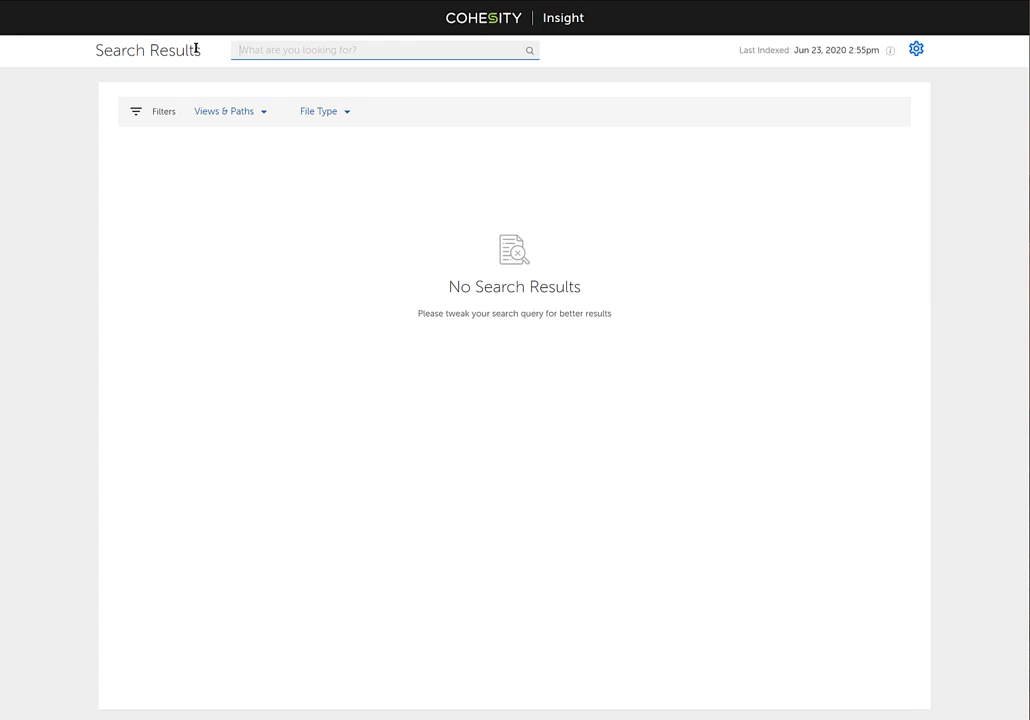 COHESITY | Insight
Search Results
What are you looking for?
Last Indexed: Jun 23, 2020 2:55pm
Filters
Views & Paths
File Type
No Search Results
Please tweak your search query for better results